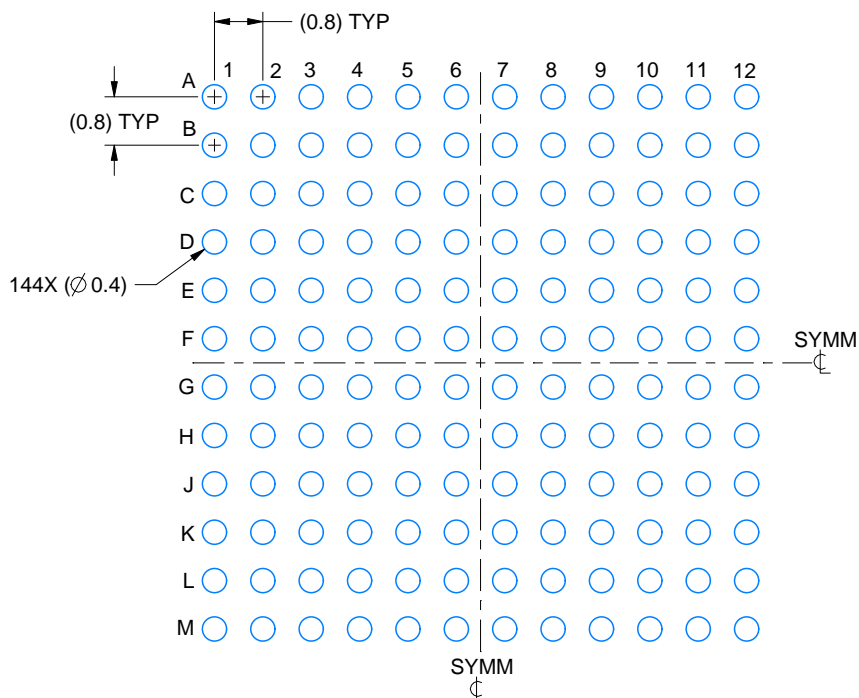 (0.8) TYP
1 2 3 4 5 6 7 8 9 10 11 12
A
(0.8) TYP
B
C
D
144X (∅ 0.4)
E
F
SYMM
℄
G
H
J
K
L
M
SYMM
℄